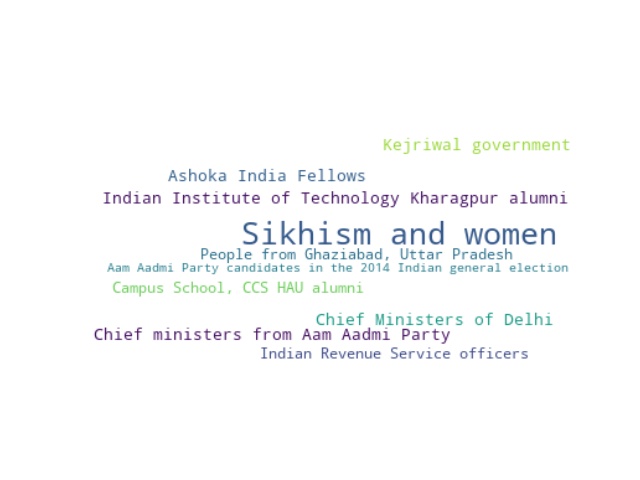 Kejriwal government
Ashoka India Fellows
Indian Institute of Technology Kharagpur alumni
Sikhism and women
People from Ghaziabad, Uttar Pradesh
Aam Aadmi Party candidates in the 2014 Indian general election
Campus School, CCS HAU alumni
Chief Ministers of Delhi
Chief ministers from Aam Aadmi Party
Indian Revenue Service officers